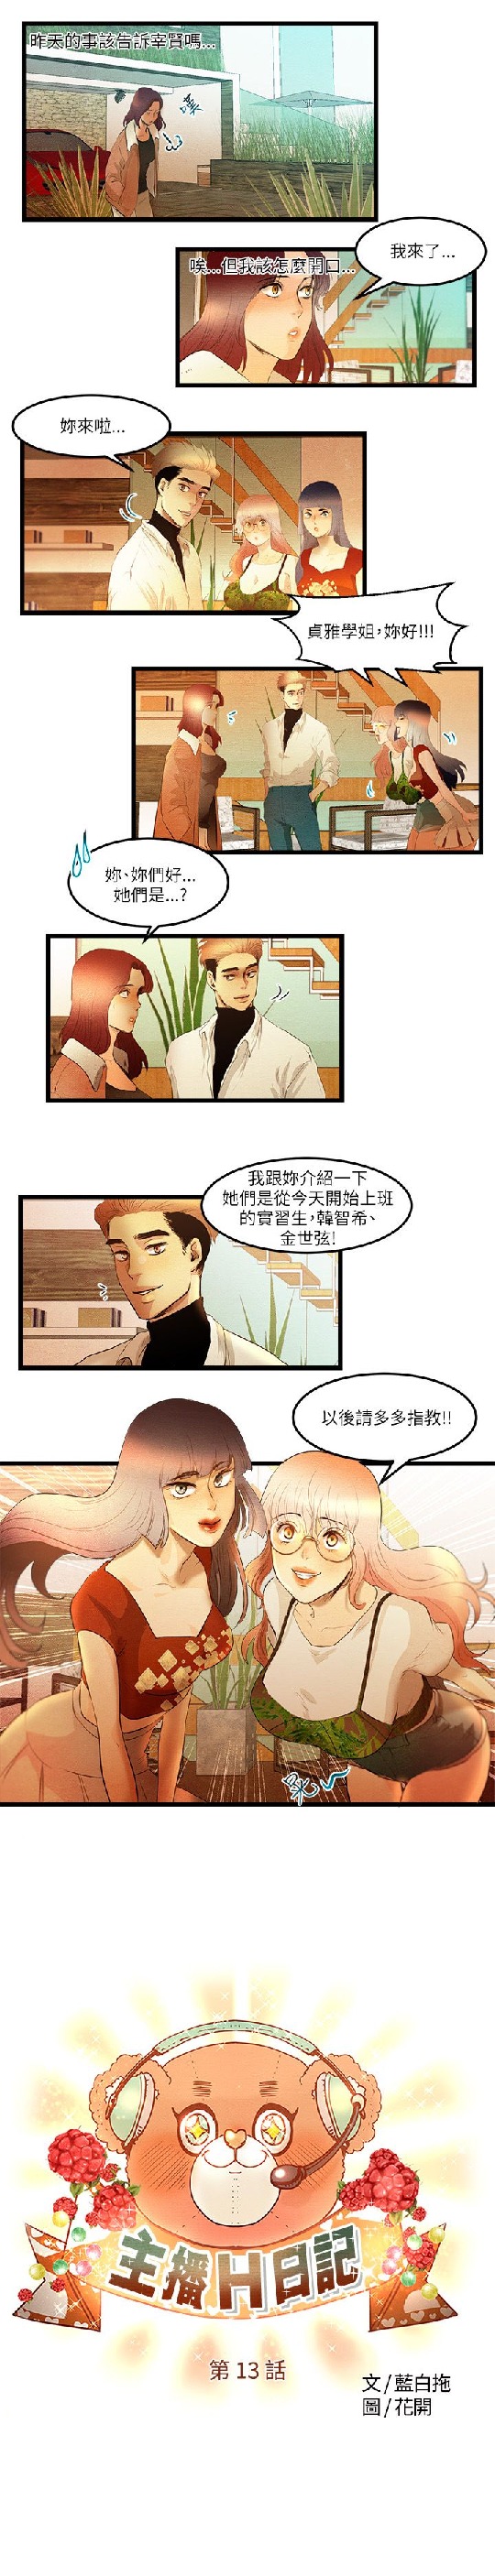 昨天的事該告訴宰賢嗎...
嘆
我來了...
唉...但我該怎麼開口...
妳來啦...
貞雅學姐，妳好!!!
妳、妳們好...
她們是...?
我跟妳介紹一下
她們是從今天開始上班
的實習生，韓智希、
金世弦!
以後請多多指教!!
主播H日記
第 13 話
文/藍白拖
圖/花開